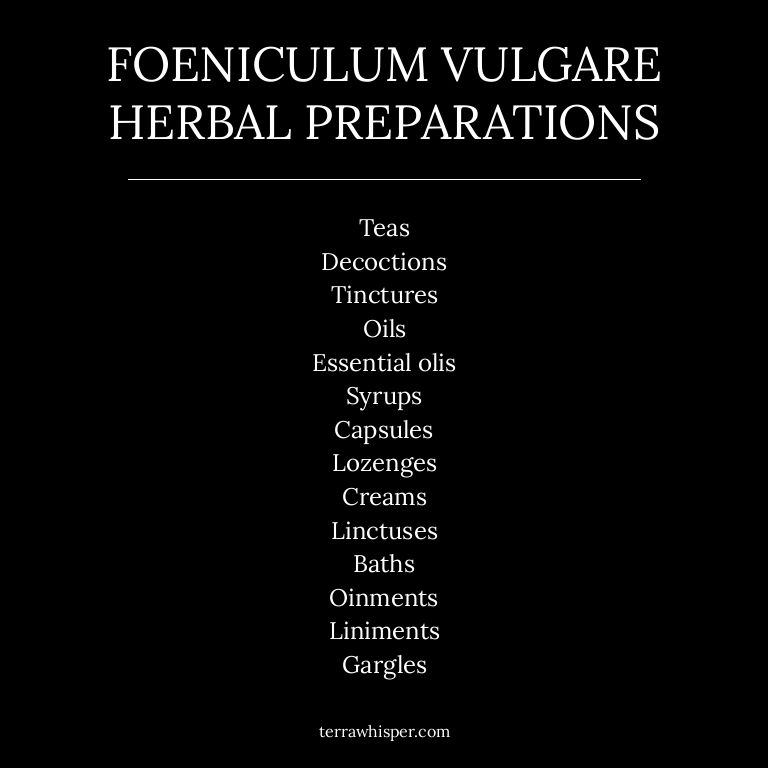 FOENICULUM VULGARE
HERBAL PREPARATIONS
Teas
Decoctions
Tinctures
Oils
Essential olis
Syrups
Capsules
Lozenges
Creams
Linctuses
Baths
Oinments
Liniments
Gargles
terrawhisper.com